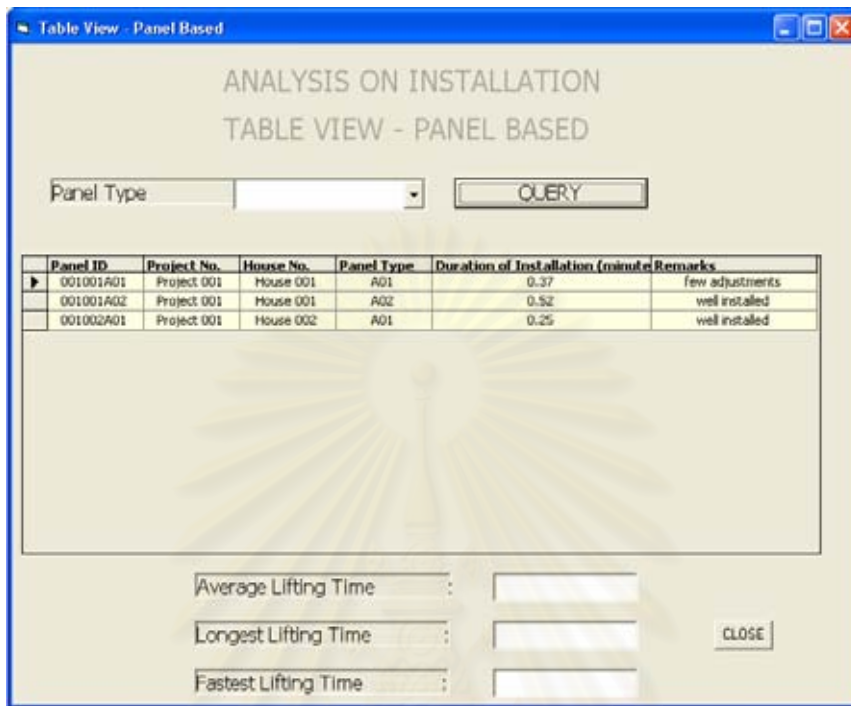 Table View - Panel Based
ANALYSIS ON INSTALLATION
TABLE VIEW - PANEL BASED
Panel Type QUERY
Panel ID Project No. House No. Panel Type Duration of Installation (minute Remarks
001001A01 Project 001 House 001 A01 0.37 few adjustments
001001A02 Project 001 House 001 A02 0.52 well installed
001002A01 Project 001 House 002 A01 0.25 well installed
Average Lifting Time :
Longest Lifting Time : CLOSE
Fastest Lifting Time :